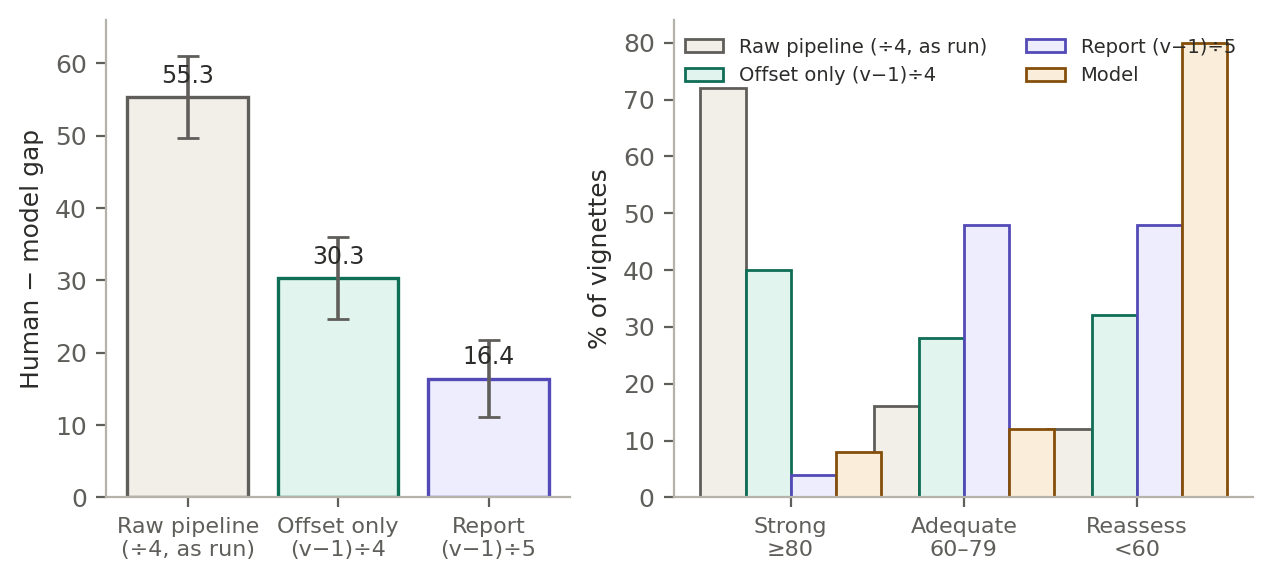 Human − model gap
60
50
40
30
20
10
0
55.3
30.3
16.4
Raw pipeline
(÷4, as run)
Offset only
(v−1)÷4
Report
(v−1)÷5
% of vignettes
80
70
60
50
40
30
20
10
0
Raw pipeline (÷4, as run)
Offset only (v−1)÷4
Report (v−1)÷5
Model
Strong
≥80
Adequate
60–79
Reassess
<60